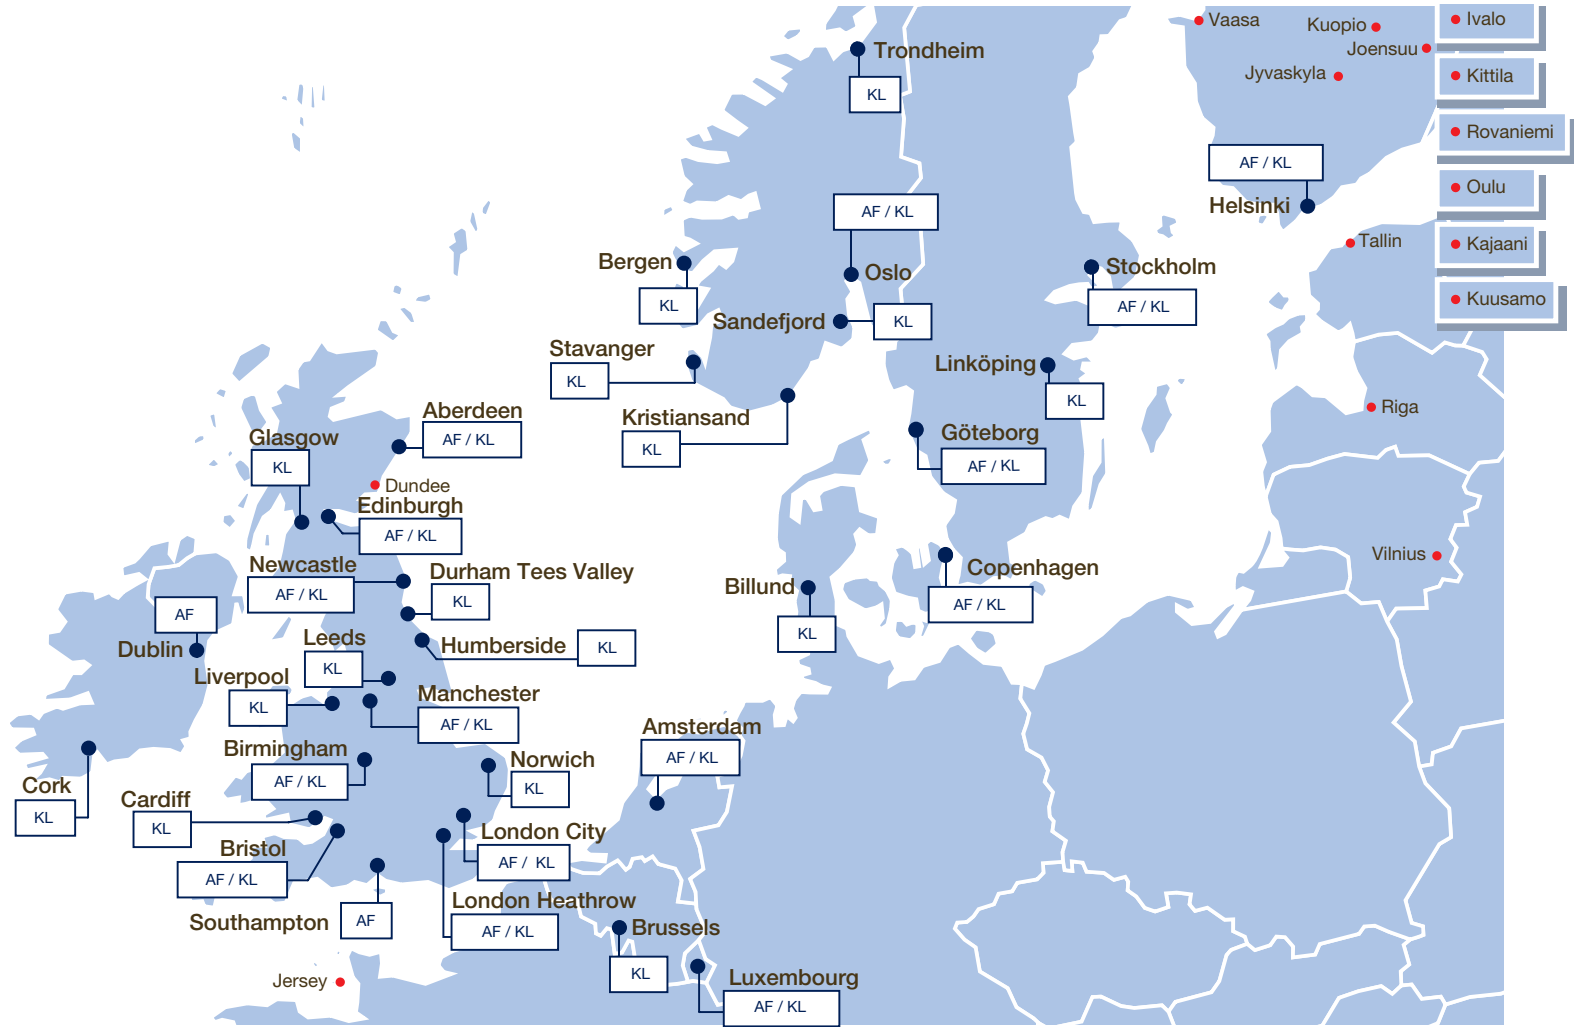 Vaasa
Kuopio
Ivalo
Joensuu
Trondheim
Jyvaskyla
Kittila
KL
Rovaniemi
AF / KL
Oulu
Helsinki
AF / KL
Tallin
Kajaani
Bergen
Oslo
Stockholm
KL
Kuusamo
AF / KL
Sandefjord
KL
Stavanger
Linköping
KL
KL
Riga
Aberdeen
Kristiansand
AF / KL
KL
Glasgow
KL
Göteborg
AF / KL
Dundee
Edinburgh
AF / KL
Vilnius
Newcastle
AF / KL
Durham Tees Valley
KL
Copenhagen
AF / KL
Billund
KL
AF
Dublin
Leeds
KL
Humberside
KL
Liverpool
KL
Manchester
AF / KL
Amsterdam
AF / KL
Birmingham
AF / KL
Norwich
KL
Cork
KL
Cardiff
KL
London City
AF / KL
Bristol
AF / KL
London Heathrow
AF / KL
Southampton
AF
Brussels
KL
Jersey
Luxembourg
AF / KL